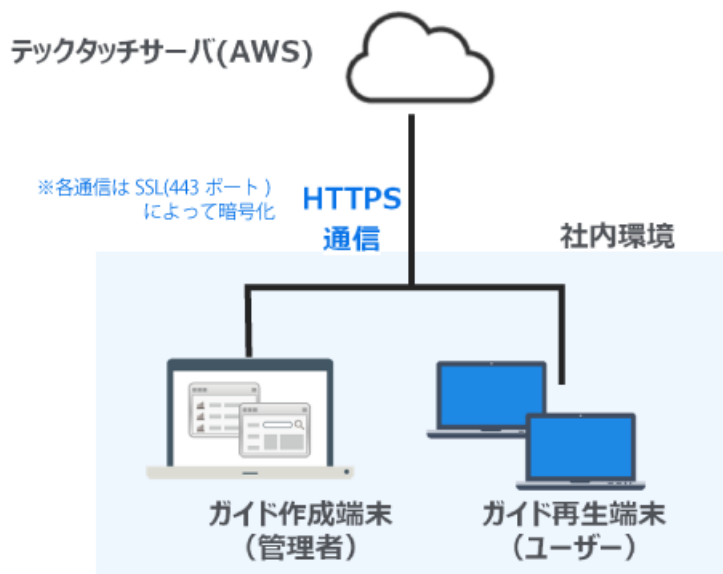 テックタッチサーバ(AWS)
※各通信は SSL(443 ポート )
によって暗号化
HTTPS
通信
社内環境
ガイド作成端末
（管理者）
ガイド再生端末
（ユーザー）